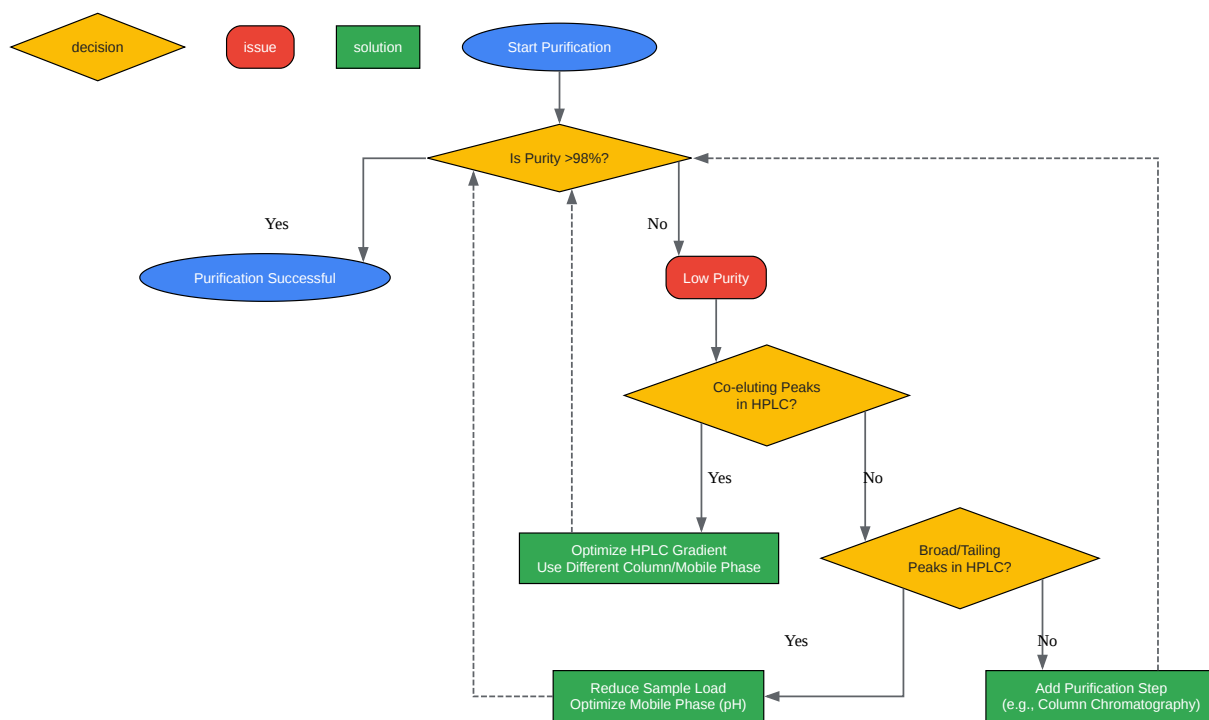 decision
issue
solution
Start Purification
Is Purity >98%?
Yes
No
Purification Successful
Low Purity
Co-eluting Peaks
in HPLC?
Yes
No
Optimize HPLC Gradient
Use Different Column/Mobile Phase
Broad/Tailing
Peaks in HPLC?
Yes
No
Reduce Sample Load
Optimize Mobile Phase (pH)
Add Purification Step
(e.g., Column Chromatography)